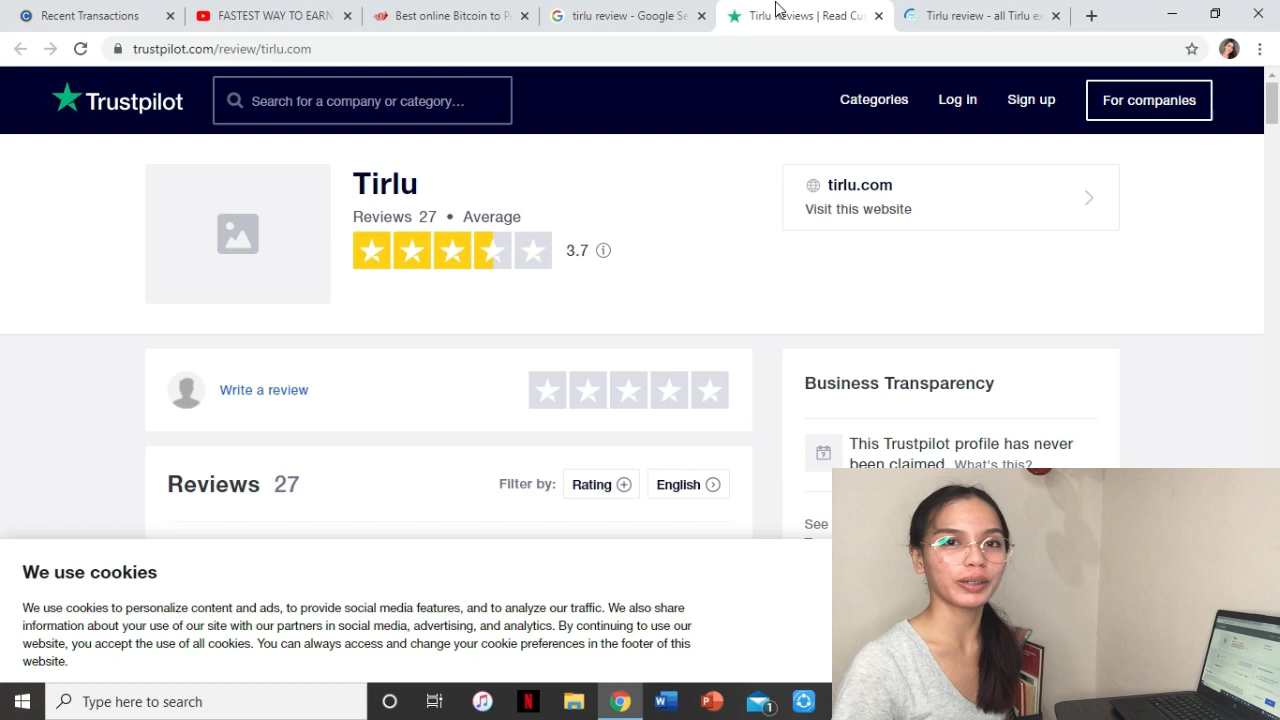 Recent Transactions
FASTEST WAY TO EARN
Best online Bitcoin to P
tirlu review - Google Se
Tirlu Reviews | Read Cu
Tirlu review - all Tirlu ex
trustpilot.com/review/tirlu.com
Trustpilot
Search for a company or category…
Categories
Log in
Sign up
For companies
Tirlu
Reviews 27 • Average
3.7
tirlu.com
Visit this website
Write a review
Business Transparency
This Trustpilot profile has never
been claimed. What's this?
Reviews 27
Filter by:
Rating
English
See
We use cookies
We use cookies to personalize content and ads, to provide social media features, and to analyze our traffic. We also share
information about your use of our site with our partners in social media, advertising, and analytics. By continuing to use our
website, you accept the use of all cookies. You can always access and change your cookie preferences in the footer of this
website.
Type here to search
1